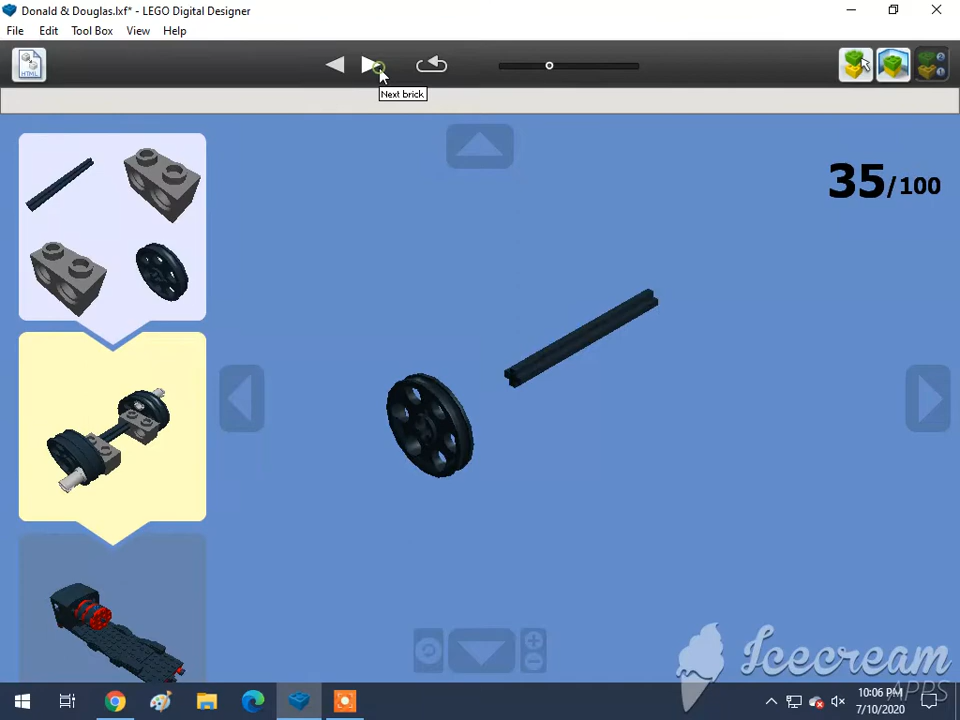 Donald & Douglas.lxf* - LEGO Digital Designer
File Edit Tool Box View Help
HTML
Next brick
35/100
Icecream
APPS
10:06 PM
7/10/2020